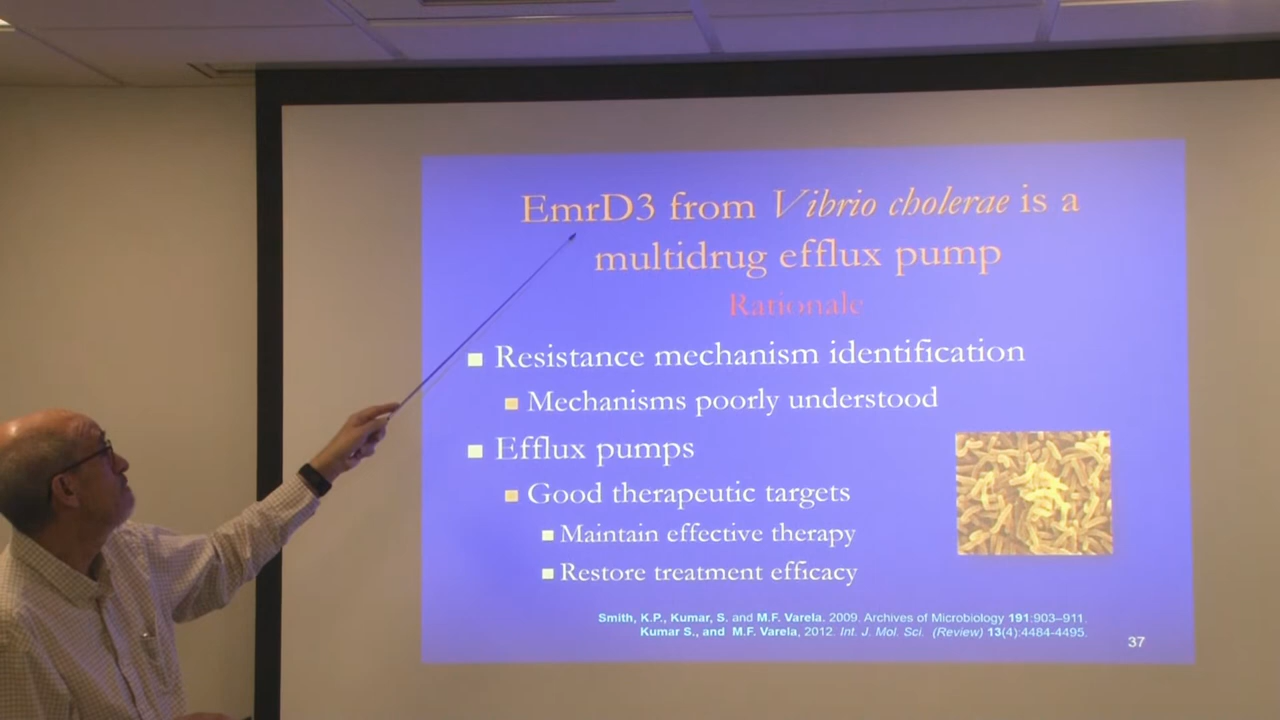 EmrD3 from Vibrio cholerae is a
multidrug efflux pump
Rationale
Resistance mechanism identification
Mechanisms poorly understood
Efflux pumps
Good therapeutic targets
Maintain effective therapy
Restore treatment efficacy
Smith, K.P., Kumar, S. and M.F. Varela. 2009. Archives of Microbiology 191:903–911.
Kumar S., and M.F. Varela, 2012. Int. J. Mol. Sci. (Review) 13(4):4484-4495.
37